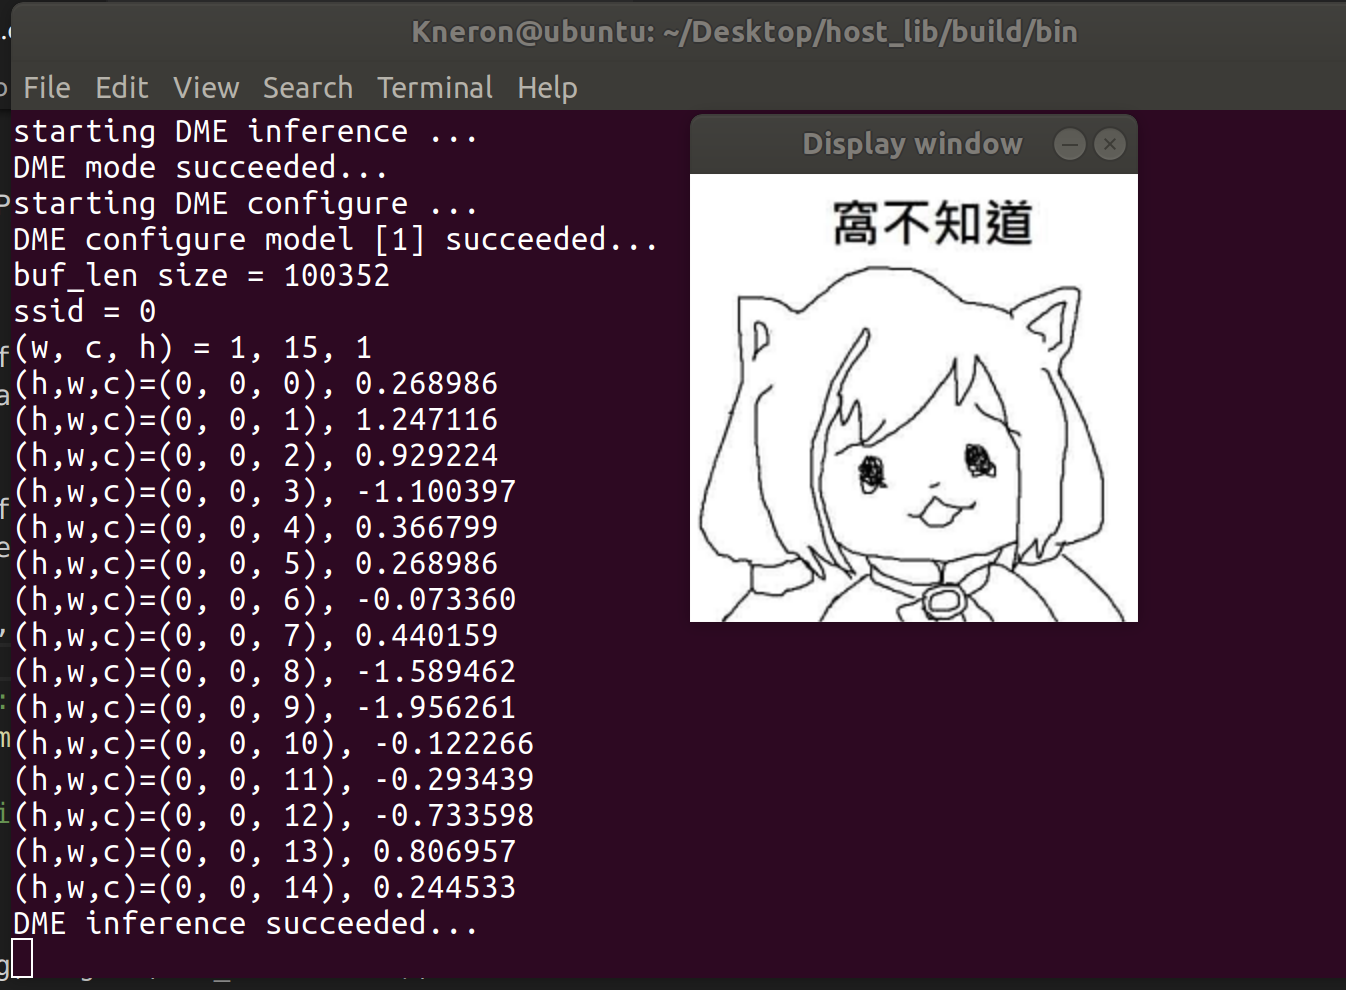 Kneron@ubuntu: ~/Desktop/host_lib/build/bin
File Edit View Search Terminal Help
starting DME inference ...
DME mode succeeded...
starting DME configure ...
DME configure model [1] succeeded...
buf_len size = 100352
ssid = 0
(w, c, h) = 1, 15, 1
(h,w,c)=(0, 0, 0), 0.268986
(h,w,c)=(0, 0, 1), 1.247116
(h,w,c)=(0, 0, 2), 0.929224
(h,w,c)=(0, 0, 3), -1.100397
(h,w,c)=(0, 0, 4), 0.366799
(h,w,c)=(0, 0, 5), 0.268986
(h,w,c)=(0, 0, 6), -0.073360
(h,w,c)=(0, 0, 7), 0.440159
(h,w,c)=(0, 0, 8), -1.589462
(h,w,c)=(0, 0, 9), -1.956261
(h,w,c)=(0, 0, 10), -0.122266
(h,w,c)=(0, 0, 11), -0.293439
(h,w,c)=(0, 0, 12), -0.733598
(h,w,c)=(0, 0, 13), 0.806957
(h,w,c)=(0, 0, 14), 0.244533
DME inference succeeded...
Display window
窩不知道